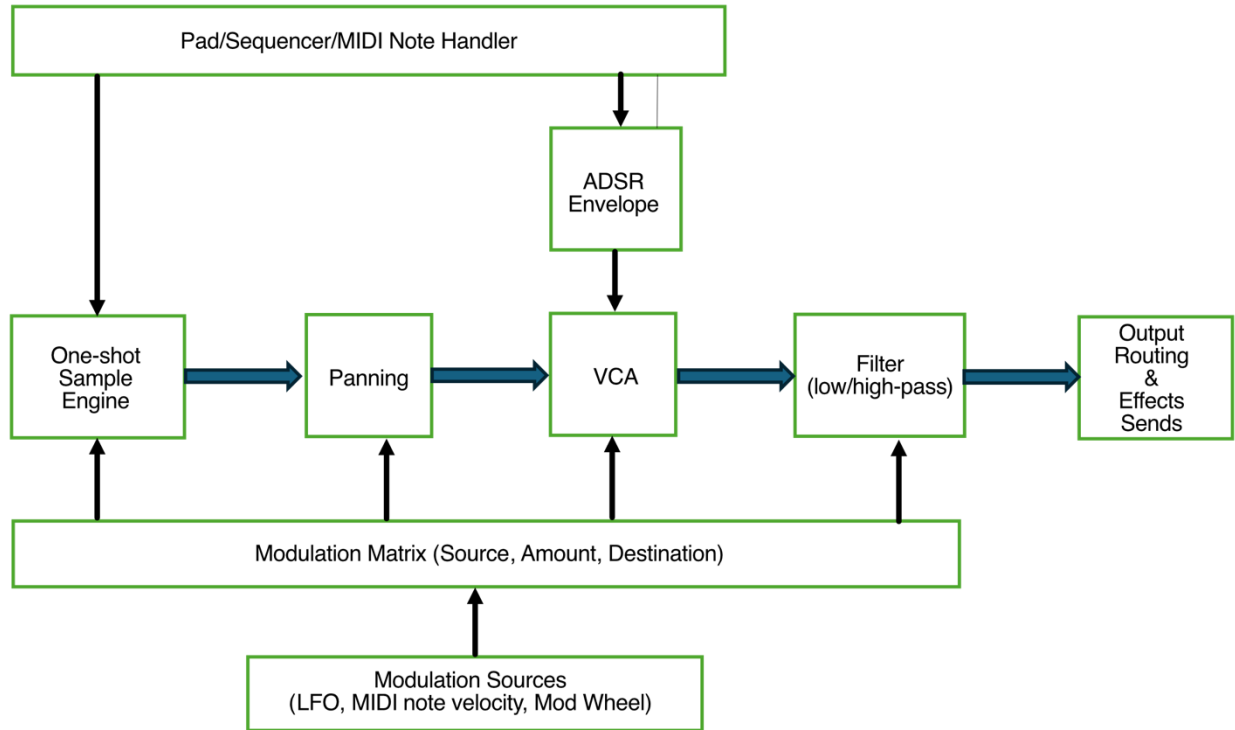 Pad/Sequencer/MIDI Note Handler
ADSR
Envelope
One-shot
Sample
Engine
Panning
VCA
Filter
(low/high-pass)
Output
Routing
&
Effects
Sends
Modulation Matrix (Source, Amount, Destination)
Modulation Sources
(LFO, MIDI note velocity, Mod Wheel)